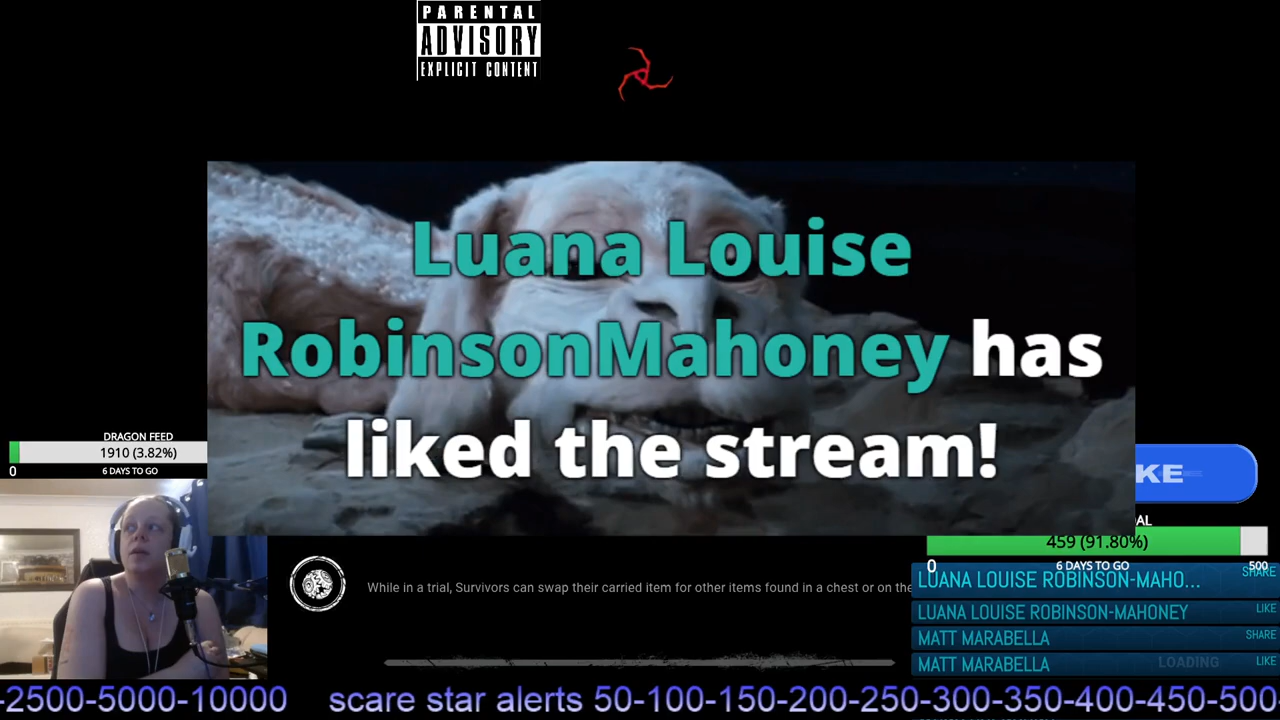 PARENTAL
ADVISORY
EXPLICIT CONTENT
Luana Louise
RobinsonMahoney has
liked the stream!
DRAGON FEED
1910 (3.82%)
0
6 DAYS TO GO
KE
AL
459 (91.80%)
0
6 DAYS TO GO
500
While in a trial, Survivors can swap their carried item for other items found in a chest or on the
LUANA LOUISE ROBINSON-MAHO...
SHARE
LUANA LOUISE ROBINSON-MAHONEY
LIKE
MATT MARABELLA
SHARE
MATT MARABELLA
LOADING
LIKE
-2500-5000-10000 scare star alerts 50-100-150-200-250-300-350-400-450-500